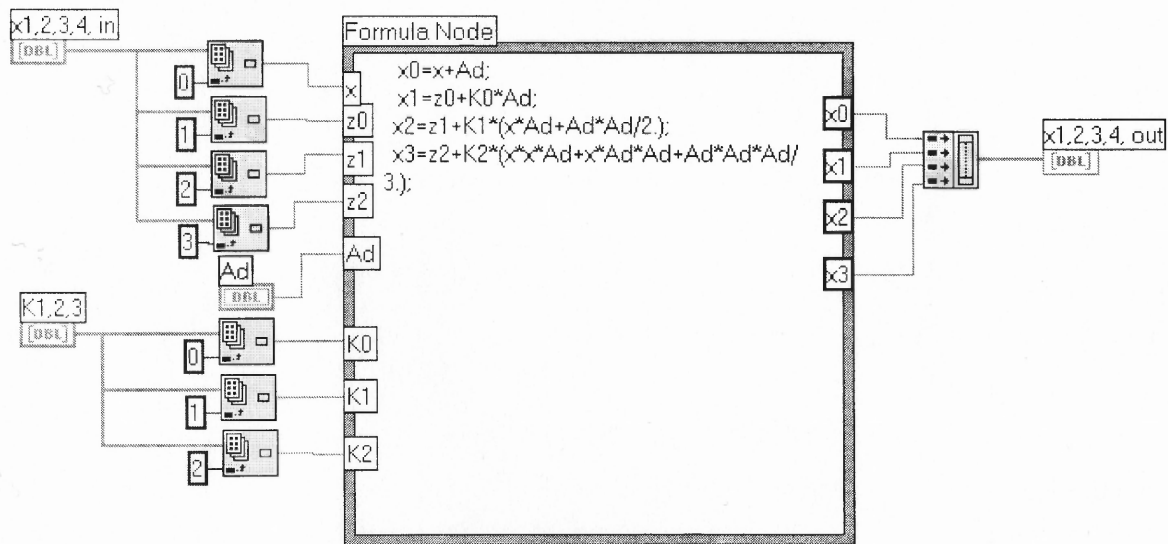 x1,2,3,4, in
[DBL]
Formula Node
0
1
2
3
x
z0
z1
z2
Ad
Ad
DBL
K1,2,3
[DBL]
0
1
2
K0
K1
K2
x0=x+Ad;
x1=z0+K0*Ad;
x2=z1+K1*(x*Ad+Ad*Ad/2.);
x3=z2+K2*(x*x*Ad+x*Ad*Ad+Ad*Ad*Ad/
3.);
x0
x1
x2
x3
x1,2,3,4, out
[DBL]